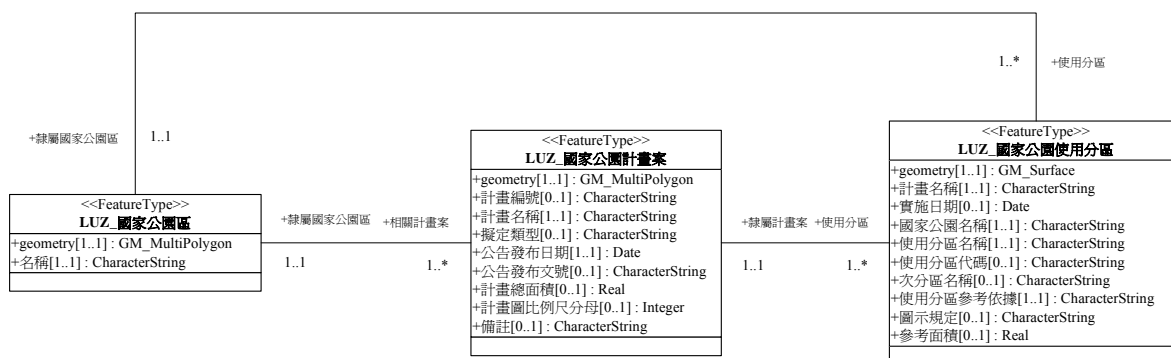 1..*
+使用分區
+隸屬國家公園區
1..1
<<FeatureType>>
LUZ_國家公園區
+geometry[1..1] : GM_MultiPolygon
+名稱[1..1] : CharacterString
+隸屬國家公園區
+相關計畫案
1..1
1..*
<<FeatureType>>
LUZ_國家公園計畫案
+geometry[1..1] : GM_MultiPolygon
+計畫編號[0..1] : CharacterString
+計畫名稱[1..1] : CharacterString
+擬定類型[0..1] : CharacterString
+公告發布日期[1..1] : Date
+公告發布文號[0..1] : CharacterString
+計畫總面積[0..1] : Real
+計畫圖比例尺分母[0..1] : Integer
+備註[0..1] : CharacterString
+隸屬計畫案
+使用分區
1..1
1..*
<<FeatureType>>
LUZ_國家公園使用分區
+geometry[1..1] : GM_Surface
+計畫名稱[1..1] : CharacterString
+實施日期[0..1] : Date
+國家公園名稱[1..1] : CharacterString
+使用分區名稱[1..1] : CharacterString
+使用分區代碼[0..1] : CharacterString
+次分區名稱[0..1] : CharacterString
+使用分區參考依據[1..1] : CharacterString
+圖示規定[0..1] : CharacterString
+參考面積[0..1] : Real